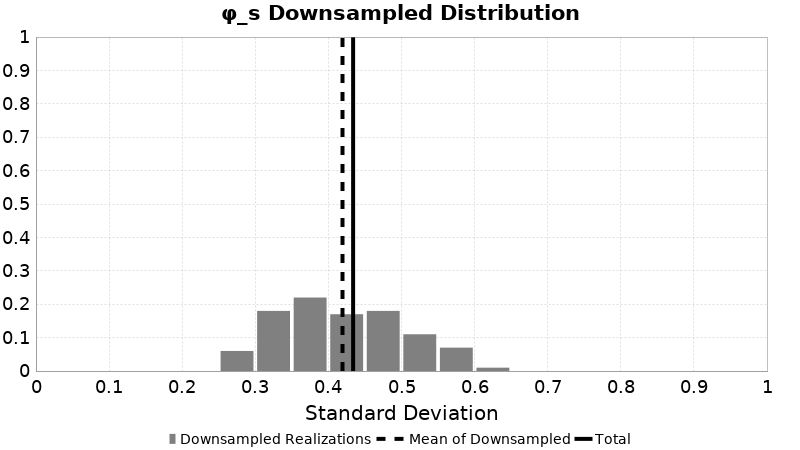 φ_s Downsampled Distribution
1
0.9
0.8
0.7
0.6
0.5
0.4
0.3
0.2
0.1
0
0 0.1 0.2 0.3 0.4 0.5 0.6 0.7 0.8 0.9 1
Standard Deviation
Downsampled Realizations Mean of Downsampled Total